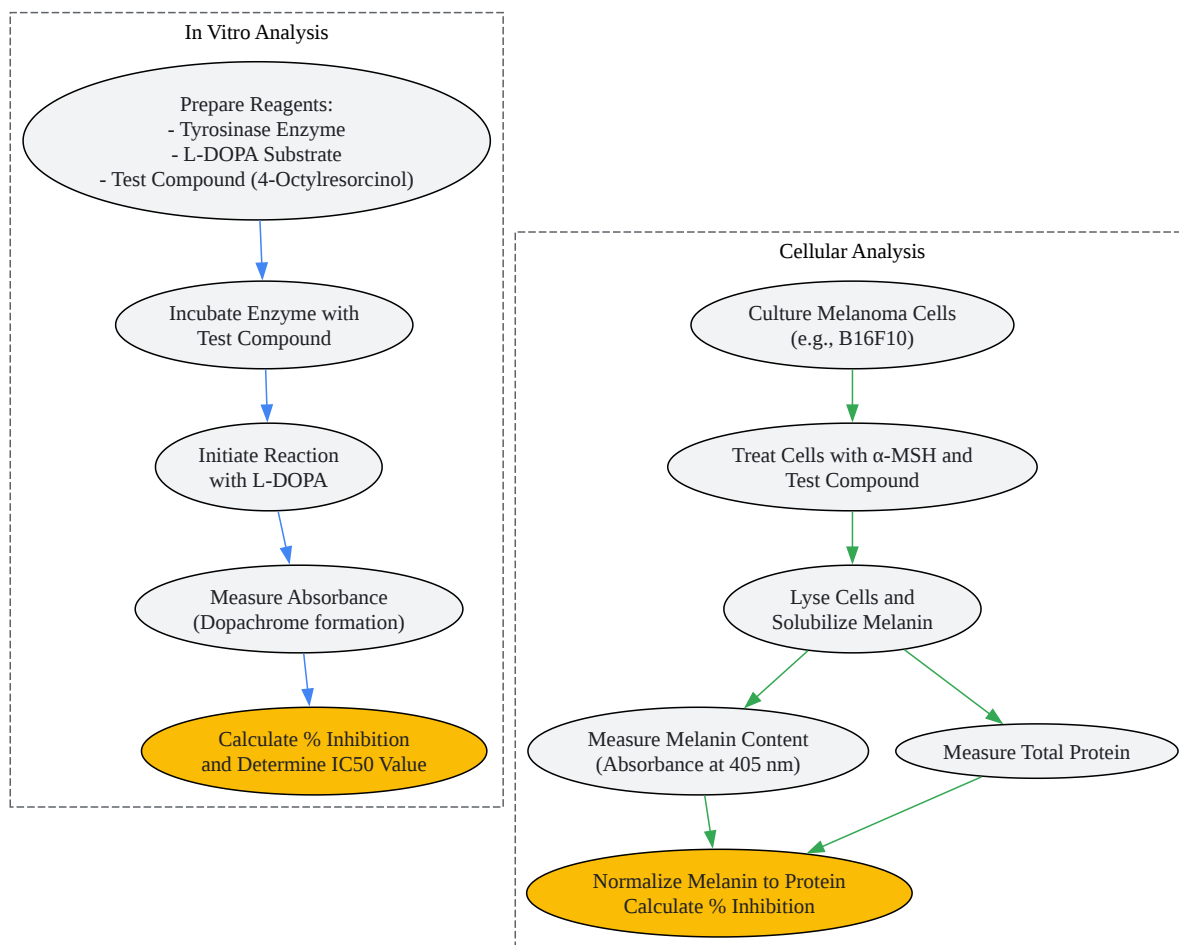 In Vitro Analysis
Prepare Reagents:
- Tyrosinase Enzyme
- L-DOPA Substrate
- Test Compound (4-Octylresorcinol)
Incubate Enzyme with
Test Compound
Initiate Reaction
with L-DOPA
Measure Absorbance
(Dopachrome formation)
Calculate % Inhibition
and Determine IC50 Value
Cellular Analysis
Culture Melanoma Cells
(e.g., B16F10)
Treat Cells with α-MSH and
Test Compound
Lyse Cells and
Solubilize Melanin
Measure Melanin Content
(Absorbance at 405 nm)
Measure Total Protein
Normalize Melanin to Protein
Calculate % Inhibition